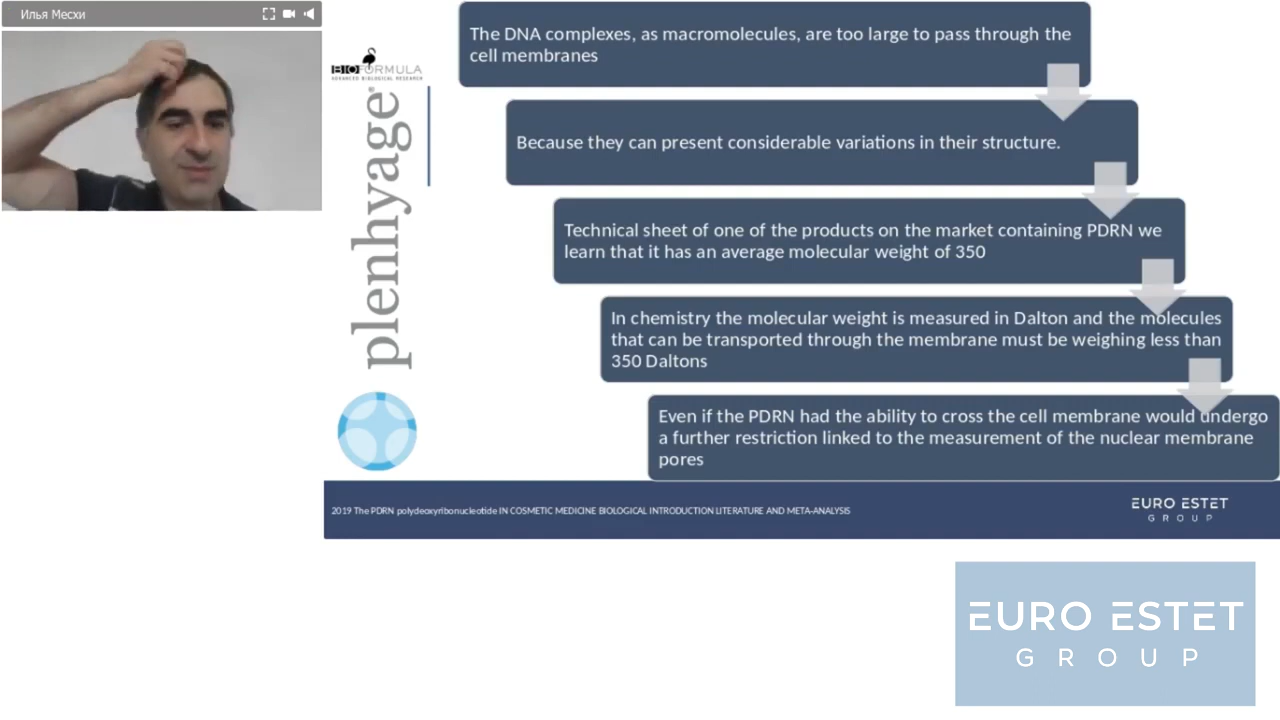 Илья Месхи
BIOFORMULA
ADVANCED BIOLOGICAL RESEARCH
plenhyage®
The DNA complexes, as macromolecules, are too large to pass through the
cell membranes
Because they can present considerable variations in their structure.
Technical sheet of one of the products on the market containing PDRN we
learn that it has an average molecular weight of 350
In chemistry the molecular weight is measured in Dalton and the molecules
that can be transported through the membrane must be weighing less than
350 Daltons
Even if the PDRN had the ability to cross the cell membrane would undergo
a further restriction linked to the measurement of the nuclear membrane
pores
2019 The PDRN polydeoxyribonucleotide IN COSMETIC MEDICINE BIOLOGICAL INTRODUCTION LITERATURE AND META-ANALYSIS
EURO ESTET
GROUP
EURO ESTET
GROUP